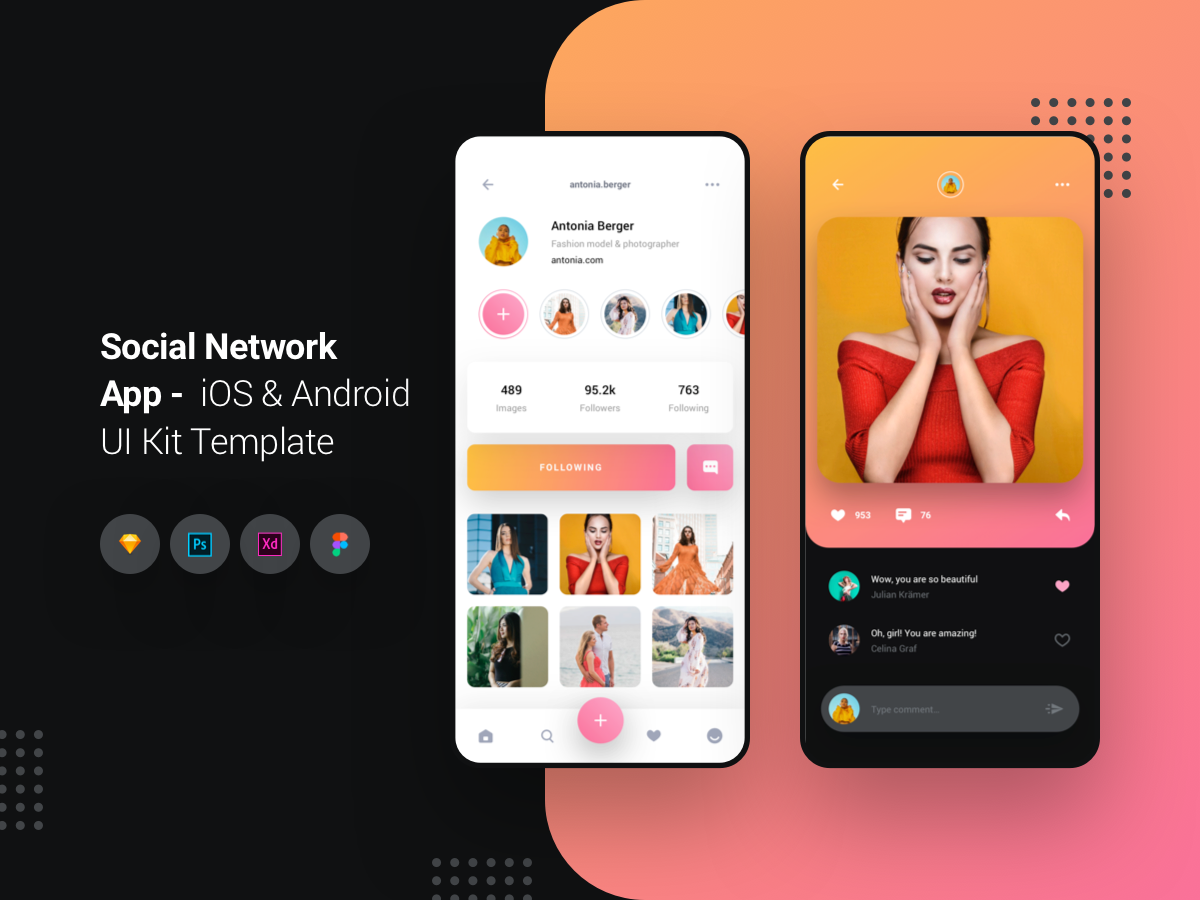 Social Network
App - iOS & Android
UI Kit Template
Ps
Xd
antonia.berger
Antonia Berger
Fashion model & photographer
antonia.com
489
95.2k
763
Images
Followers
Following
FOLLOWING
953
76
Wow, you are so beautiful
Julian Krämer
Oh, girl! You are amazing!
Celina Graf
Type comment...